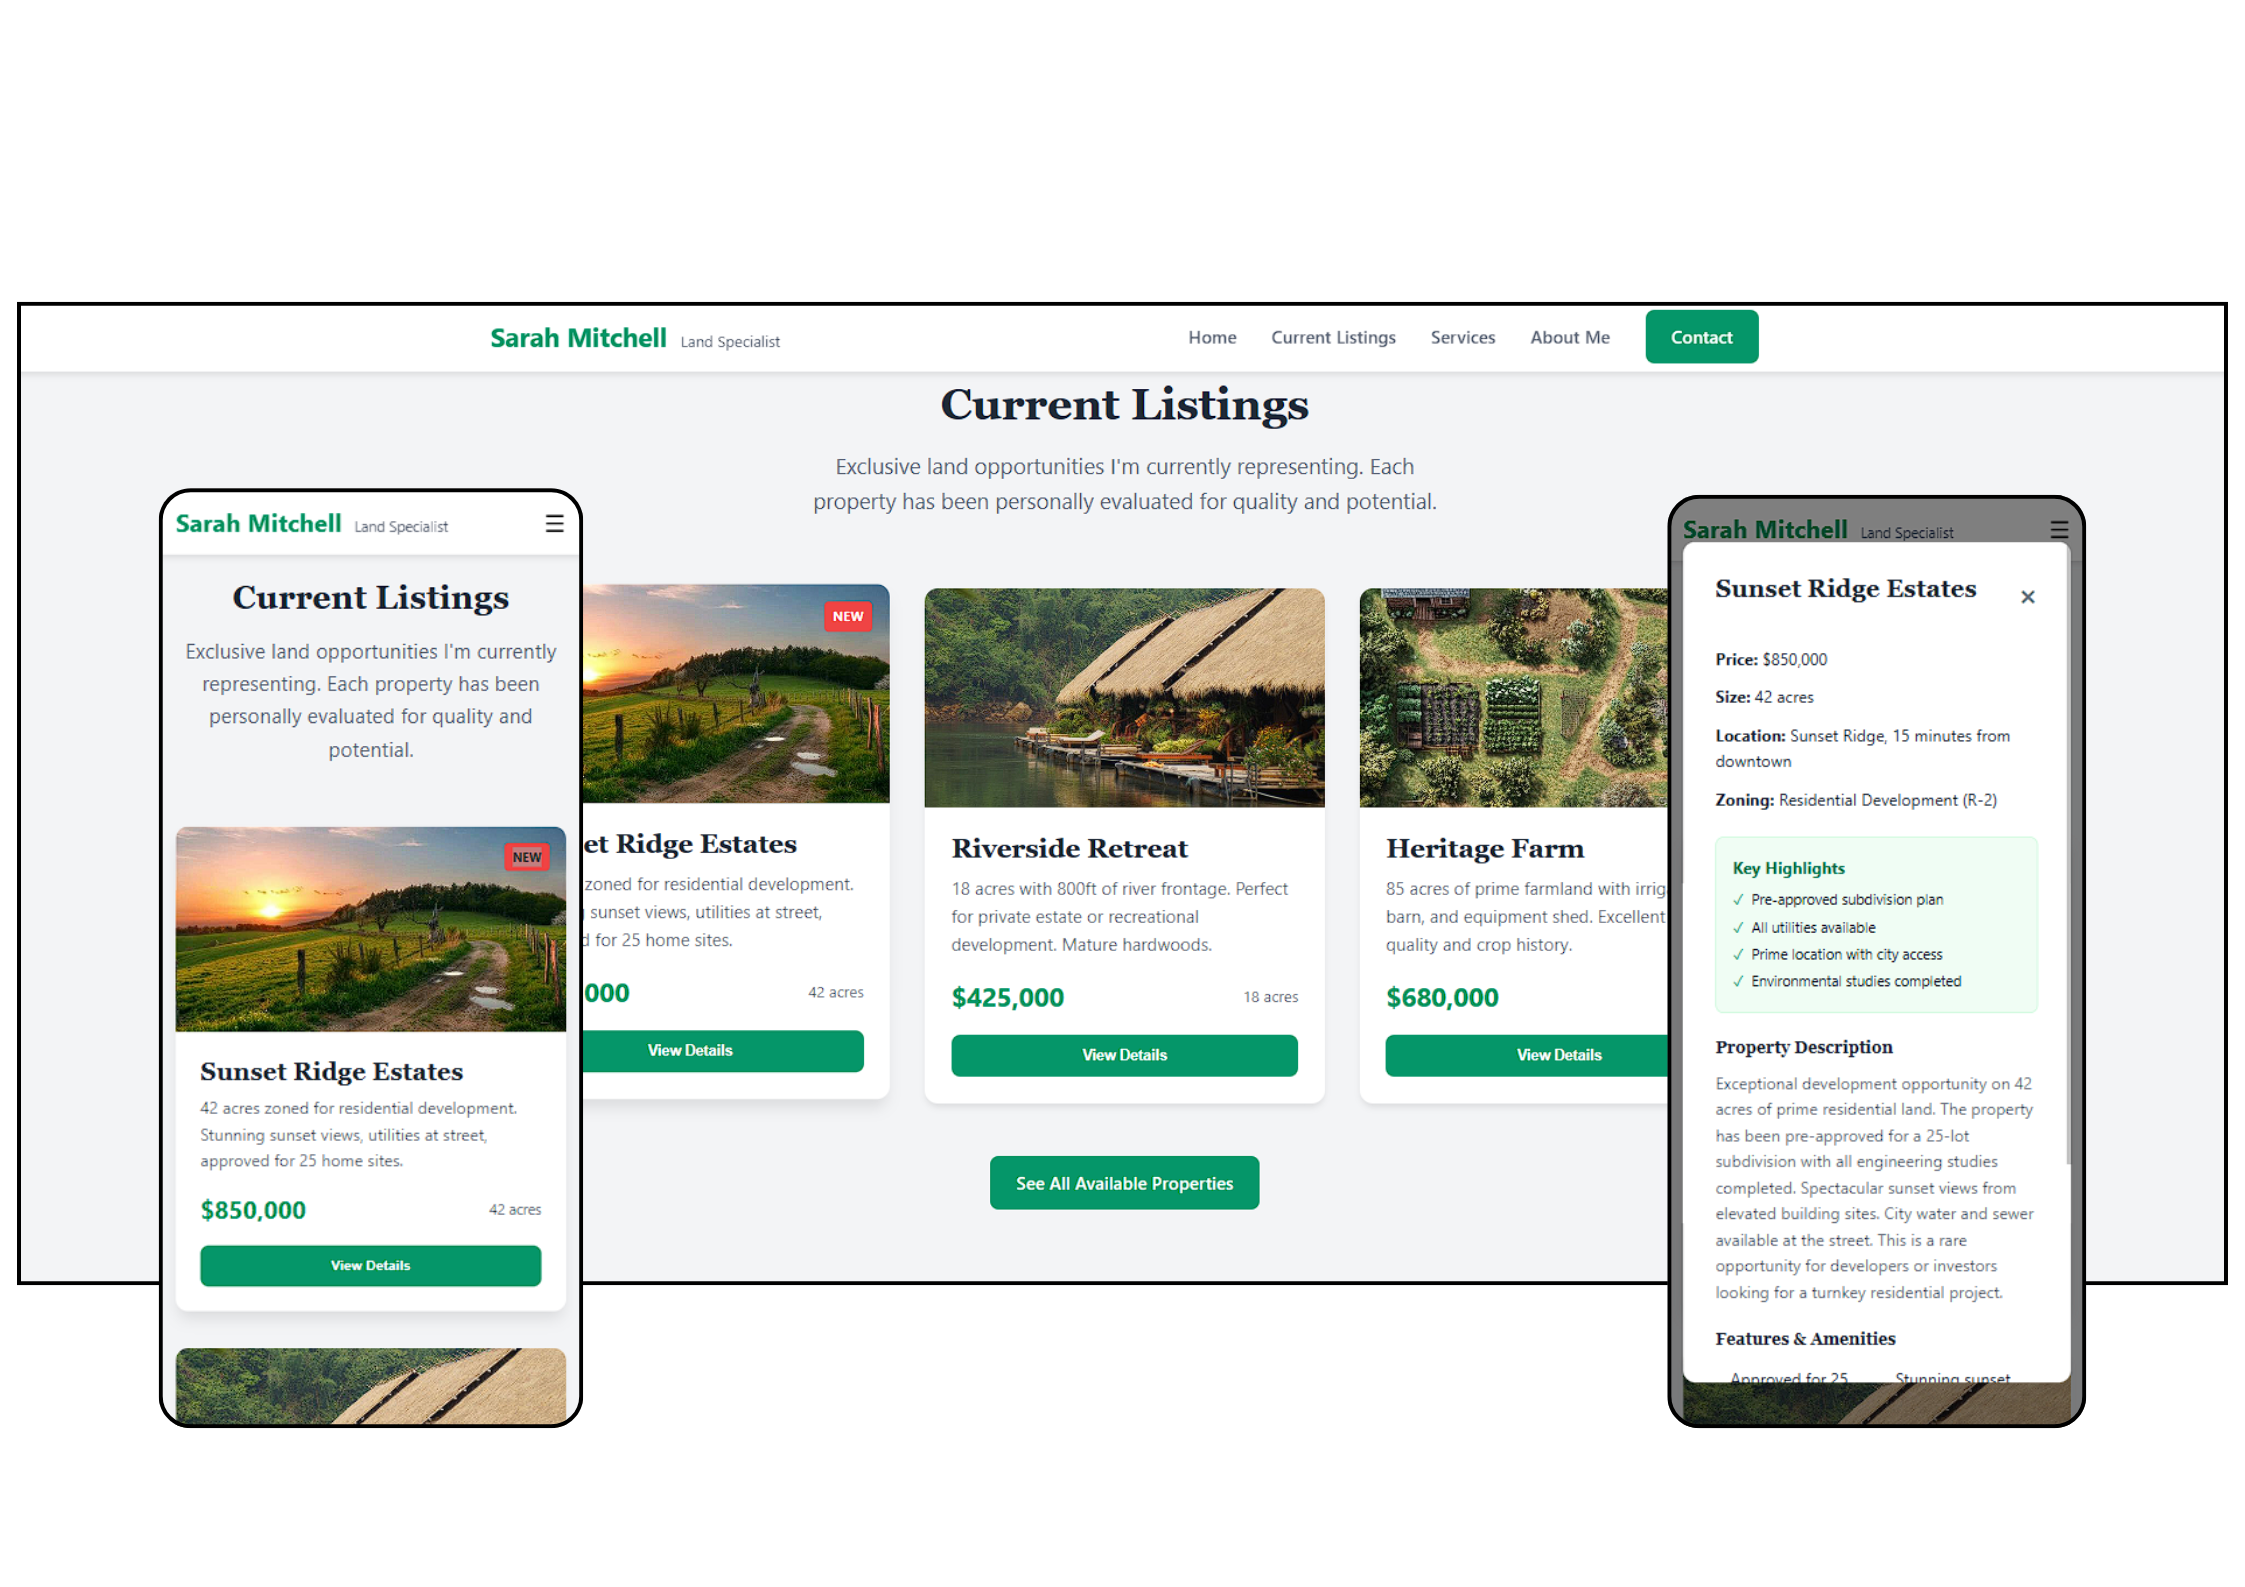 Sarah Mitchell Land Specialist
Home Current Listings Services About Me Contact
Current Listings
Exclusive land opportunities I'm currently representing. Each
property has been personally evaluated for quality and potential.
NEW
et Ridge Estates
zoned for residential development.
sunset views, utilities at street,
for 25 home sites.
000 42 acres
View Details
Riverside Retreat
18 acres with 800ft of river frontage. Perfect
for private estate or recreational
development. Mature hardwoods.
$425,000 18 acres
View Details
Heritage Farm
85 acres of prime farmland with irrig
barn, and equipment shed. Excellent
quality and crop history.
$680,000
View Details
See All Available Properties
Sarah Mitchell Land Specialist
Current Listings
Exclusive land opportunities I'm currently
representing. Each property has been
personally evaluated for quality and
potential.
NEW
Sunset Ridge Estates
42 acres zoned for residential development.
Stunning sunset views, utilities at street,
approved for 25 home sites.
$850,000 42 acres
View Details
Sarah Mitchell Land Specialist
Sunset Ridge Estates
Price: $850,000
Size: 42 acres
Location: Sunset Ridge, 15 minutes from
downtown
Zoning: Residential Development (R-2)
Key Highlights
✓ Pre-approved subdivision plan
✓ All utilities available
✓ Prime location with city access
✓ Environmental studies completed
Property Description
Exceptional development opportunity on 42
acres of prime residential land. The property
has been pre-approved for a 25-lot
subdivision with all engineering studies
completed. Spectacular sunset views from
elevated building sites. City water and sewer
available at the street. This is a rare
opportunity for developers or investors
looking for a turnkey residential project.
Features & Amenities
Approved for 25 Stunning sunset